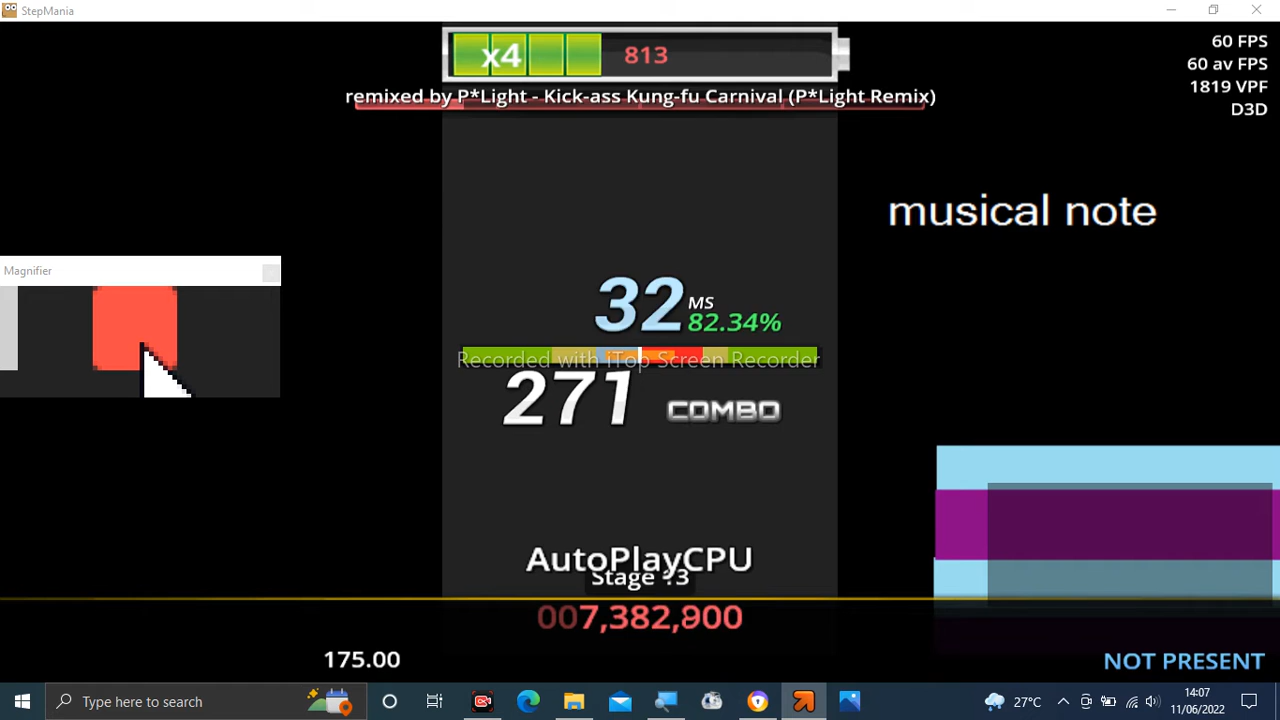 StepMania
60 FPS
60 av FPS
1819 VPF
D3D
x4
813
remixed by P*Light - Kick-ass Kung-fu Carnival (P*Light Remix)
musical note
Magnifier
32 MS
82.34%
Recorded with iTop Screen Recorder
271 COMBO
AutoPlayCPU
Stage 13
007,382,900
175.00
NOT PRESENT
Type here to search
27°C
14:07
11/06/2022